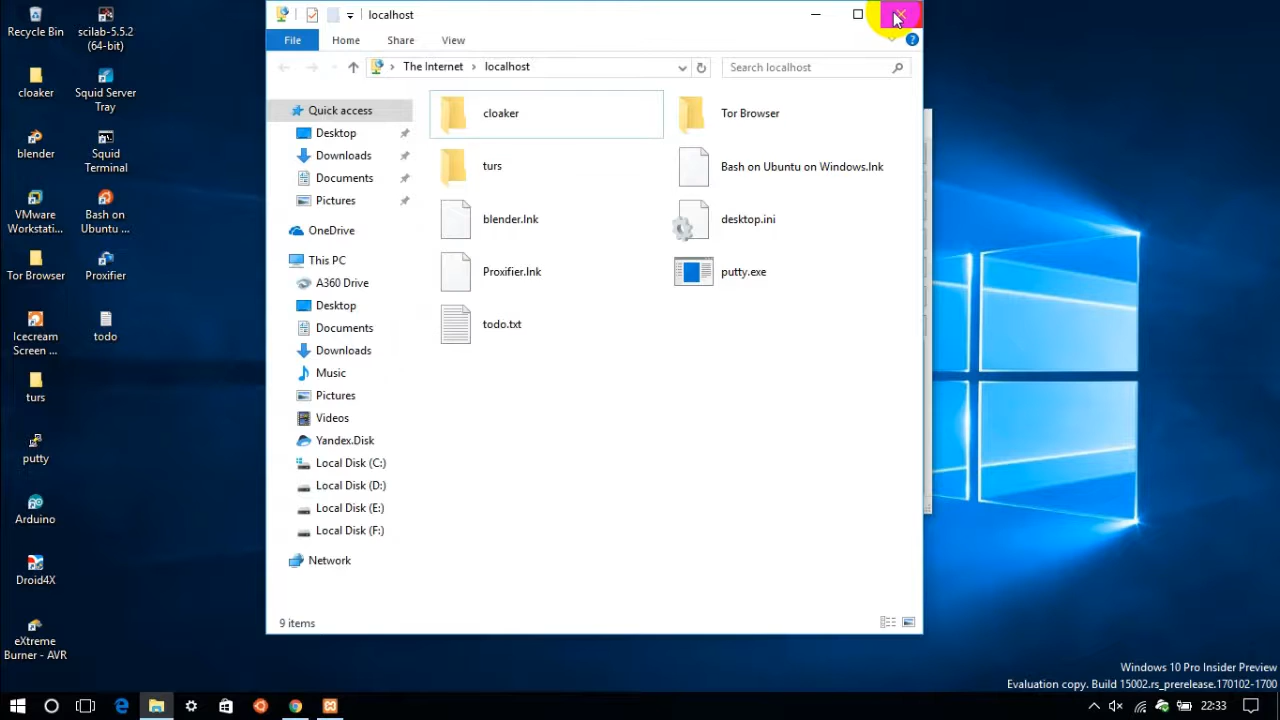 localhost
File
Home
Share
View
The Internet
localhost
Search localhost
Quick access
Desktop
Downloads
Documents
Pictures
OneDrive
This PC
A360 Drive
Desktop
Documents
Downloads
Music
Pictures
Videos
Yandex.Disk
Local Disk (C:)
Local Disk (D:)
Local Disk (E:)
Local Disk (F:)
Network
cloaker
Tor Browser
turs
Bash on Ubuntu on Windows.lnk
blender.lnk
desktop.ini
Proxifier.lnk
putty.exe
todo.txt
9 items
Recycle Bin
scilab-5.5.2
(64-bit)
cloaker
Squid Server
Tray
blender
Squid
Terminal
VMware
Workstati...
Bash on
Ubuntu ...
Tor Browser
Proxifier
Icecream
Screen ...
todo
turs
putty
Arduino
Droid4X
eXtreme
Burner - AVR
Windows 10 Pro Insider Preview
Evaluation copy. Build 15002.rs_prerelease.170102-1700
22:33